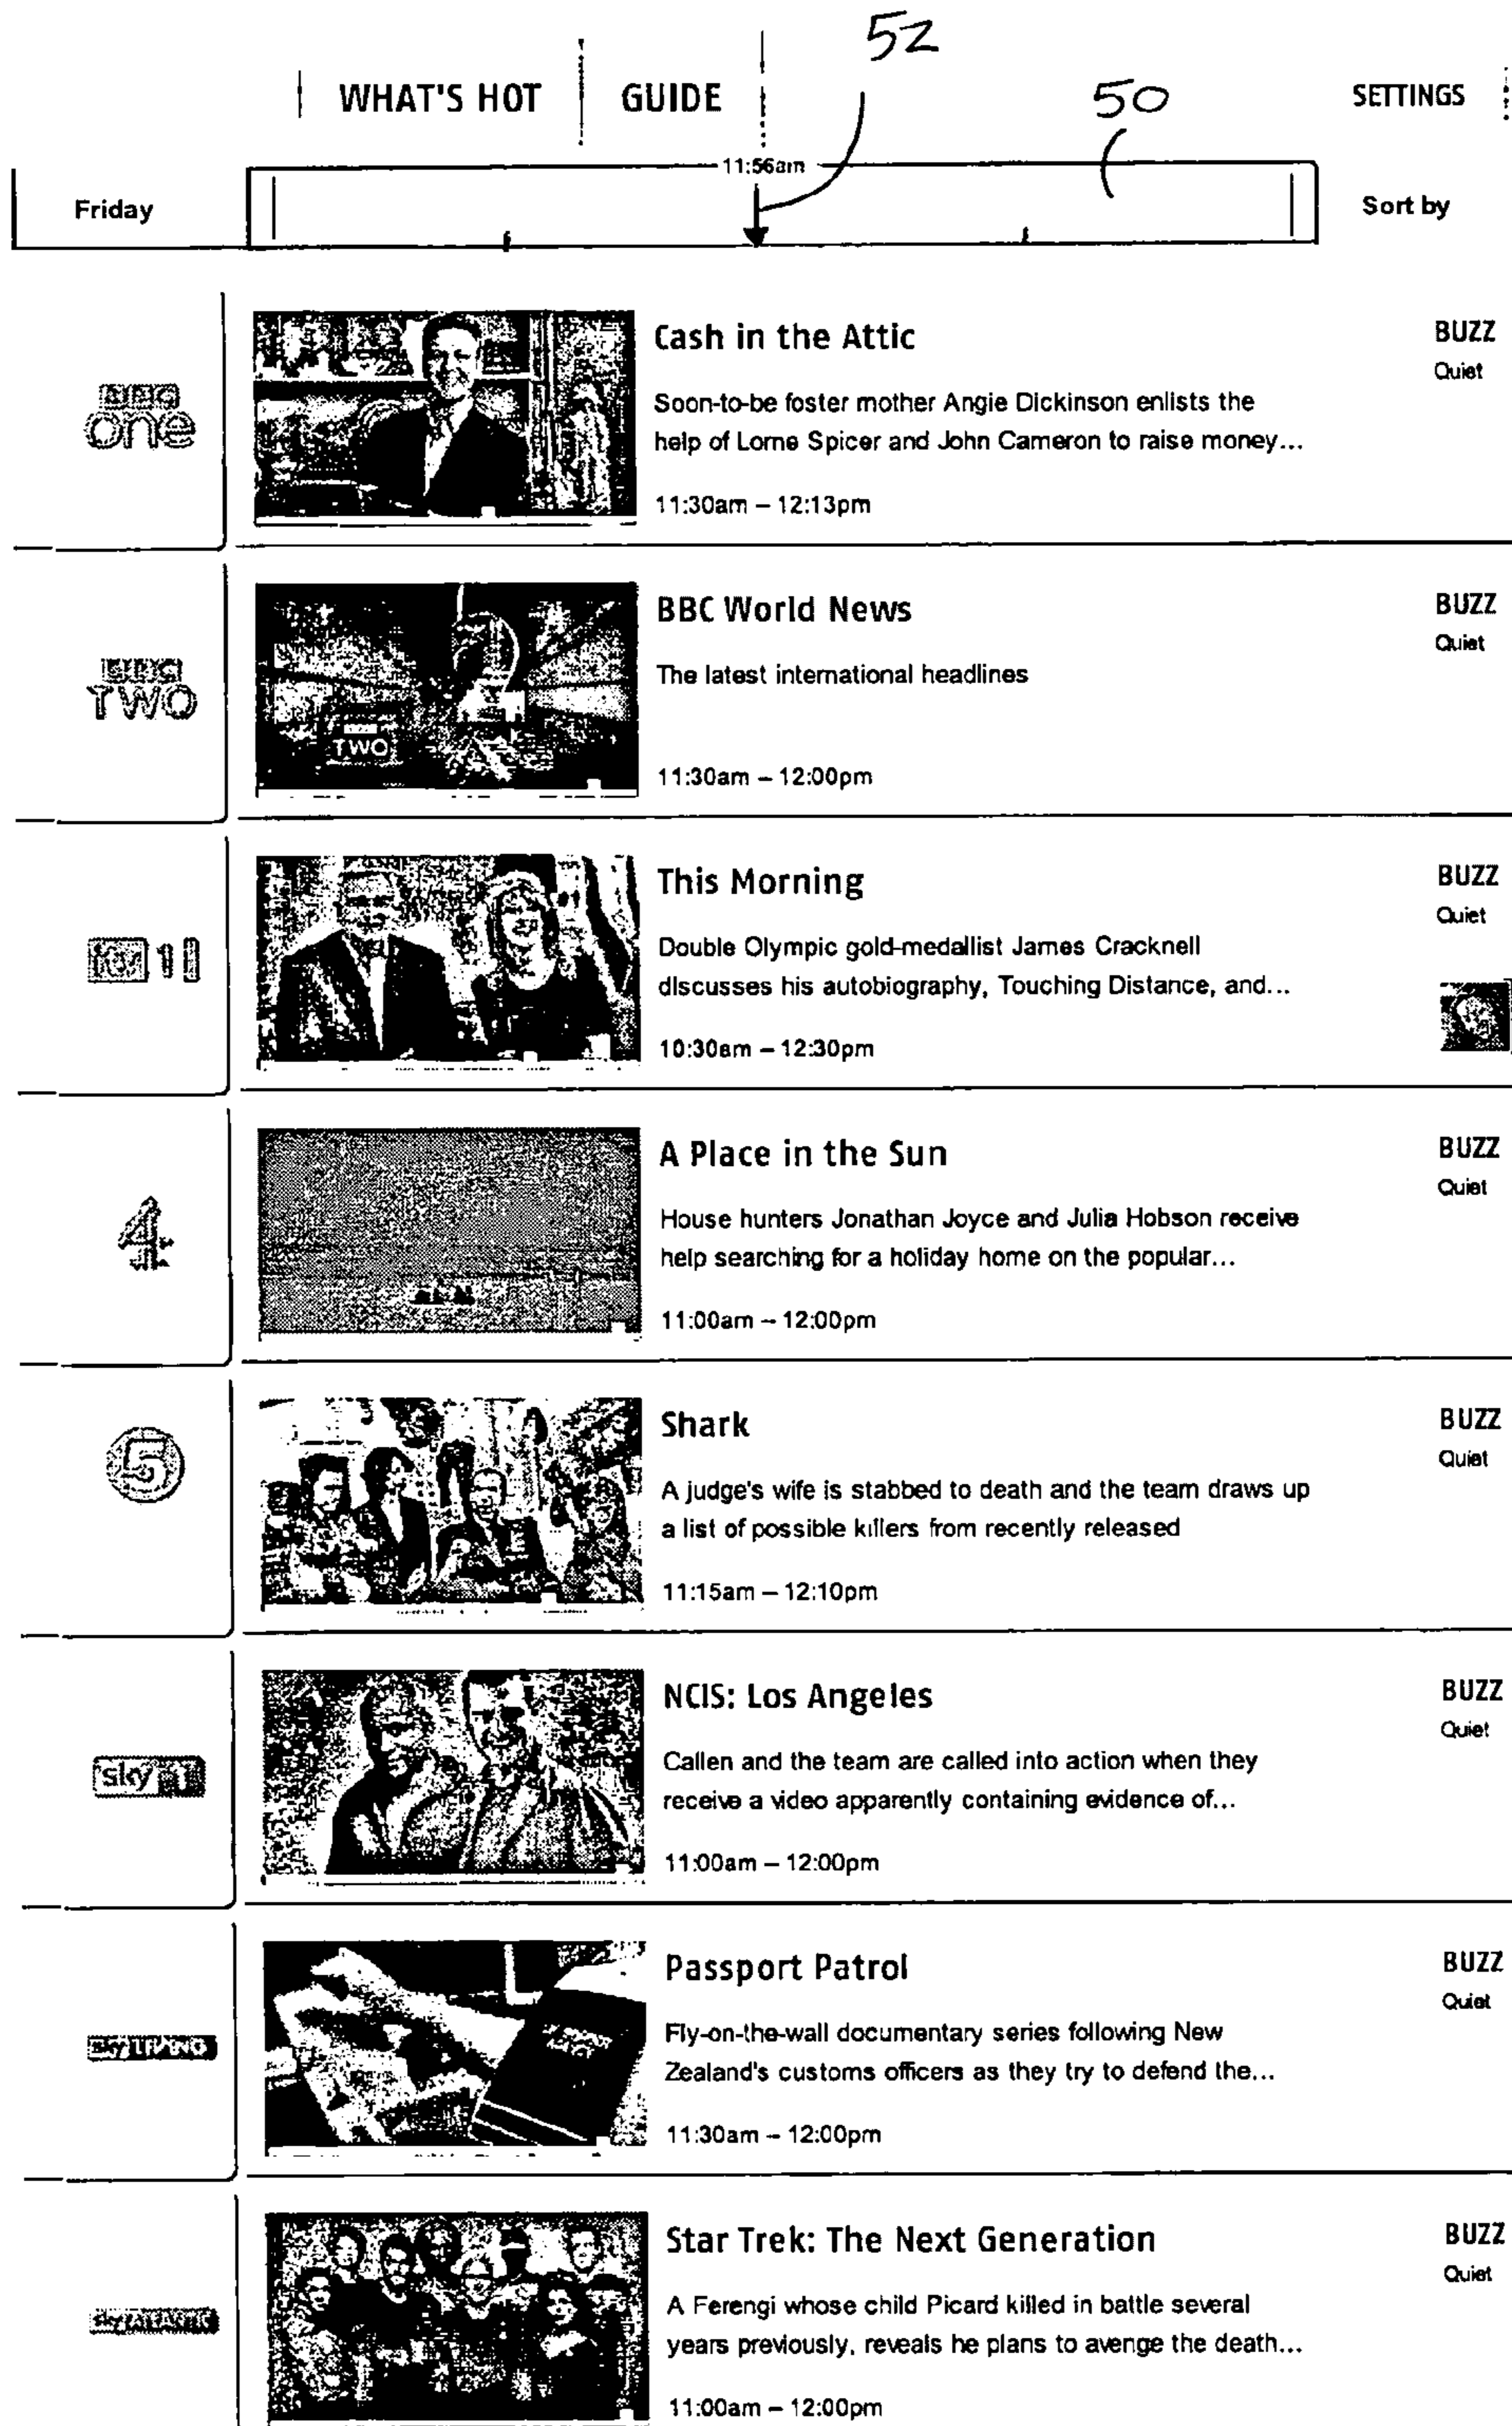 52
WHAT'S HOT
GUIDE
50
SETTINGS
11:56am
Friday
Sort by
BBC
one
Cash in the Attic
BUZZ
Quiet
Soon-to-be foster mother Angie Dickinson enlists the
help of Lorne Spicer and John Cameron to raise money...
11:30am – 12:13pm
BBC
TWO
TWO
BBC World News
BUZZ
Quiet
The latest international headlines
11:30am – 12:00pm
This Morning
BUZZ
Quiet
Double Olympic gold-medallist James Cracknell
discusses his autobiography, Touching Distance, and...
10:30am – 12:30pm
4
A Place in the Sun
BUZZ
Quiet
House hunters Jonathan Joyce and Julia Hobson receive
help searching for a holiday home on the popular...
11:00am – 12:00pm
5
Shark
BUZZ
Quiet
A judge's wife is stabbed to death and the team draws up
a list of possible killers from recently released
11:15am – 12:10pm
sky 1
NCIS: Los Angeles
BUZZ
Quiet
Callen and the team are called into action when they
receive a video apparently containing evidence of...
11:00am – 12:00pm
sky LIVING
Passport Patrol
BUZZ
Quiet
Fly-on-the-wall documentary series following New
Zealand's customs officers as they try to defend the...
11:30am – 12:00pm
sky ATLANTIC
Star Trek: The Next Generation
BUZZ
Quiet
A Ferengi whose child Picard killed in battle several
years previously, reveals he plans to avenge the death...
11:00am – 12:00pm